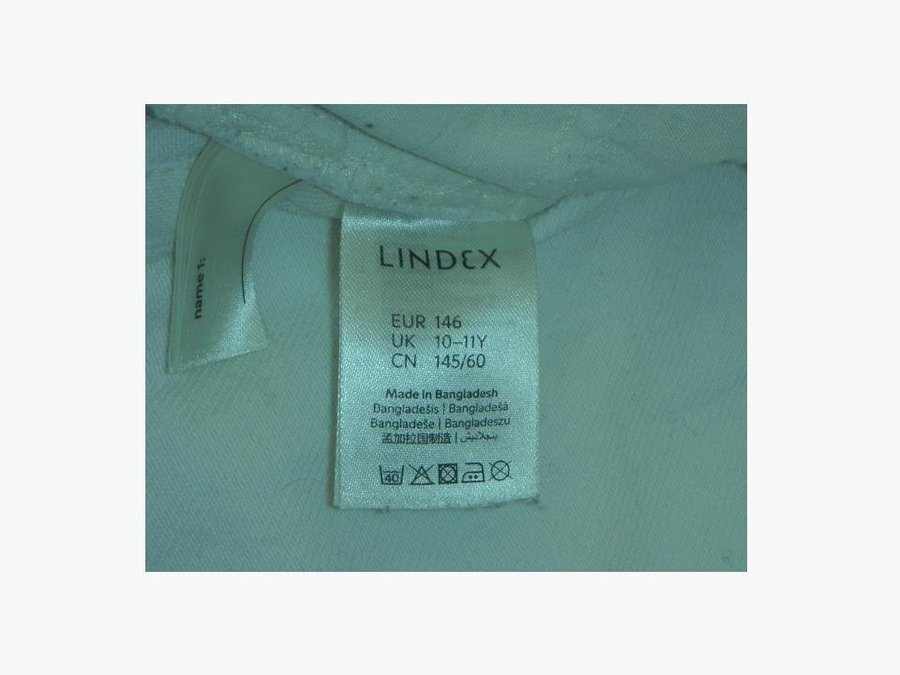 name 1:
LINDEX
EUR 146
UK 10–11Y
CN 145/60
Made in Bangladesh
Bangladešis | Bangladešā
Bangladeše | Bangladeszu
孟加拉国制造 | بنجلاديش
40